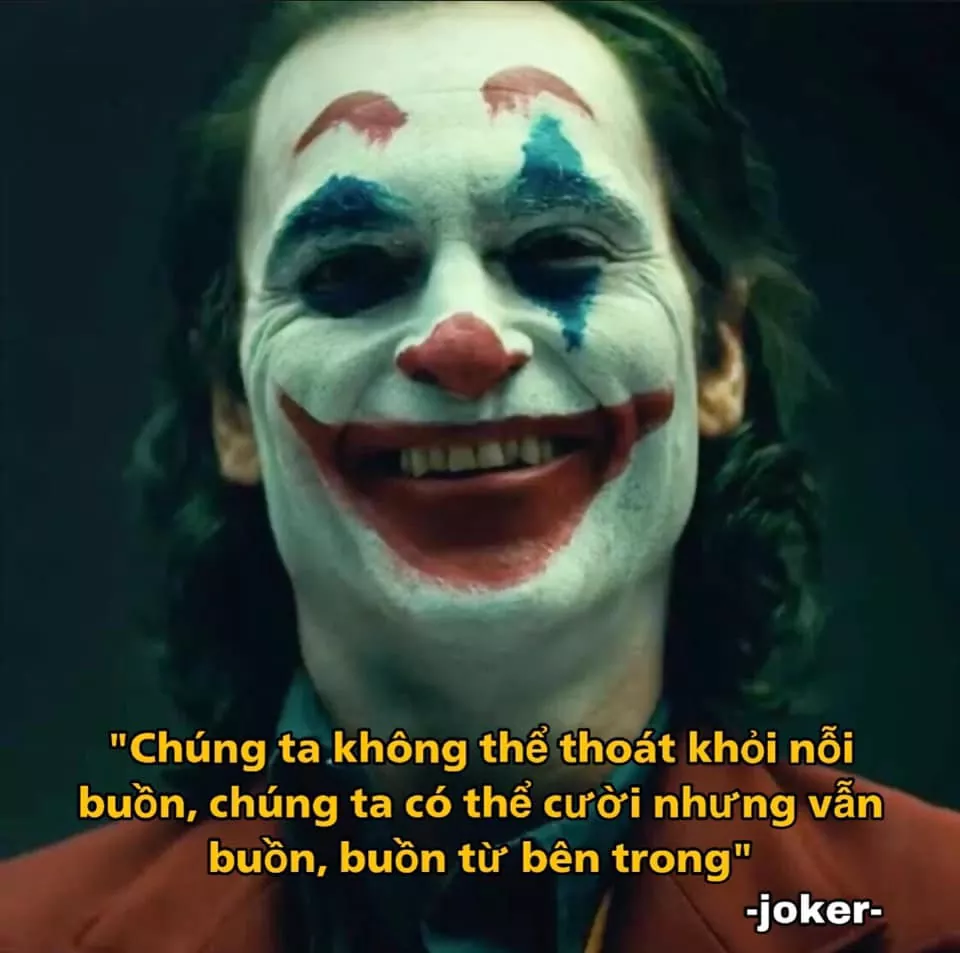 "Chúng ta không thể thoát khỏi nỗi
buồn, chúng ta có thể cười nhưng vẫn
buồn, buồn từ bên trong"
-joker-